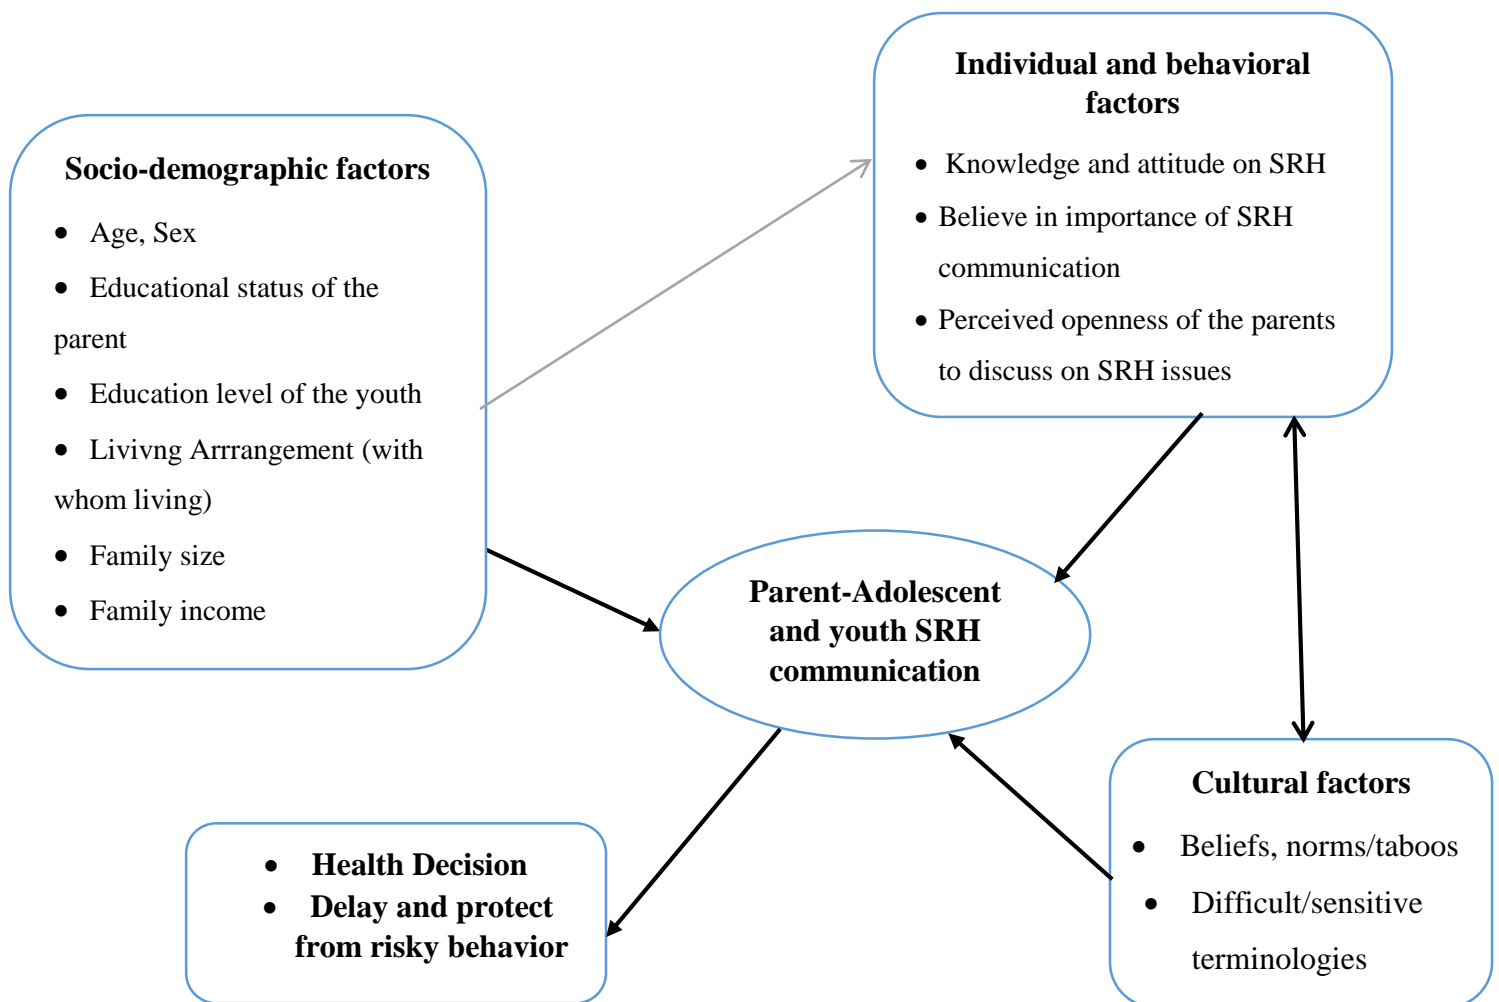 Socio-demographic factors
• Age, Sex
• Educational status of the
parent
• Education level of the youth
• Livivng Arrrangement (with
whom living)
• Family size
• Family income
Individual and behavioral
factors
• Knowledge and attitude on SRH
• Believe in importance of SRH
communication
• Perceived openness of the parents
to discuss on SRH issues
Parent-Adolescent
and youth SRH
communication
Cultural factors
• Beliefs, norms/taboos
• Difficult/sensitive
terminologies
• Health Decision
• Delay and protect
from risky behavior